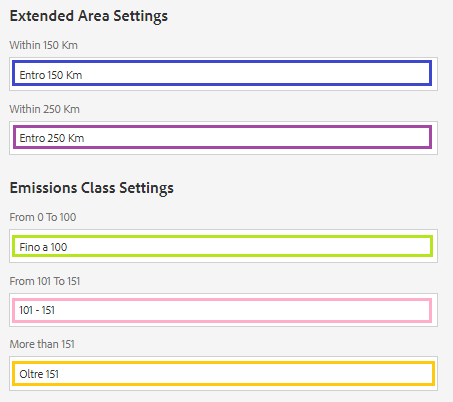 Extended Area Settings
Within 150 Km
Entro 150 Km
Within 250 Km
Entro 250 Km
Emissions Class Settings
From 0 To 100
Fino a 100
From 101 To 151
101 - 151
More than 151
Oltre 151